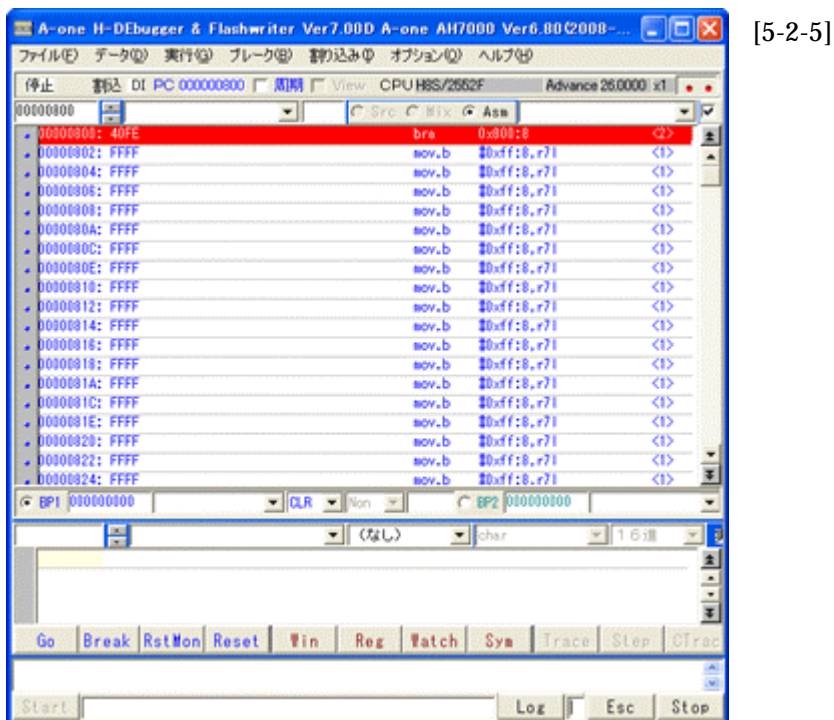 A-one H-DEbugger & Flashwriter Ver7.00D A-one AH7000 Ver6.80(2008-...
[5-2-5]
ファイル(F) データ(D) 実行(G) ブレーク(B) 割り込み(I) オプション(O) ヘルプ(H)
停止 割込 DI PC 000000800 周期 View CPU H8S/2552F Advance 26.0000 x1
00000800 Src Mix Asm
00000800: 40FE bra 0x800:8 <2>
00000802: FFFF mov.b #0xff:8,r7l <1>
00000804: FFFF mov.b #0xff:8,r7l <1>
00000806: FFFF mov.b #0xff:8,r7l <1>
00000808: FFFF mov.b #0xff:8,r7l <1>
0000080A: FFFF mov.b #0xff:8,r7l <1>
0000080C: FFFF mov.b #0xff:8,r7l <1>
0000080E: FFFF mov.b #0xff:8,r7l <1>
00000810: FFFF mov.b #0xff:8,r7l <1>
00000812: FFFF mov.b #0xff:8,r7l <1>
00000814: FFFF mov.b #0xff:8,r7l <1>
00000816: FFFF mov.b #0xff:8,r7l <1>
00000818: FFFF mov.b #0xff:8,r7l <1>
0000081A: FFFF mov.b #0xff:8,r7l <1>
0000081C: FFFF mov.b #0xff:8,r7l <1>
0000081E: FFFF mov.b #0xff:8,r7l <1>
00000820: FFFF mov.b #0xff:8,r7l <1>
00000822: FFFF mov.b #0xff:8,r7l <1>
00000824: FFFF mov.b #0xff:8,r7l <1>
BP1 000000000 CLR Non BP2 000000000
(なし) char 16進
Go Break RstMon Reset Win Reg Watch Sym Trace Step CTrac
Start Log Esc Stop